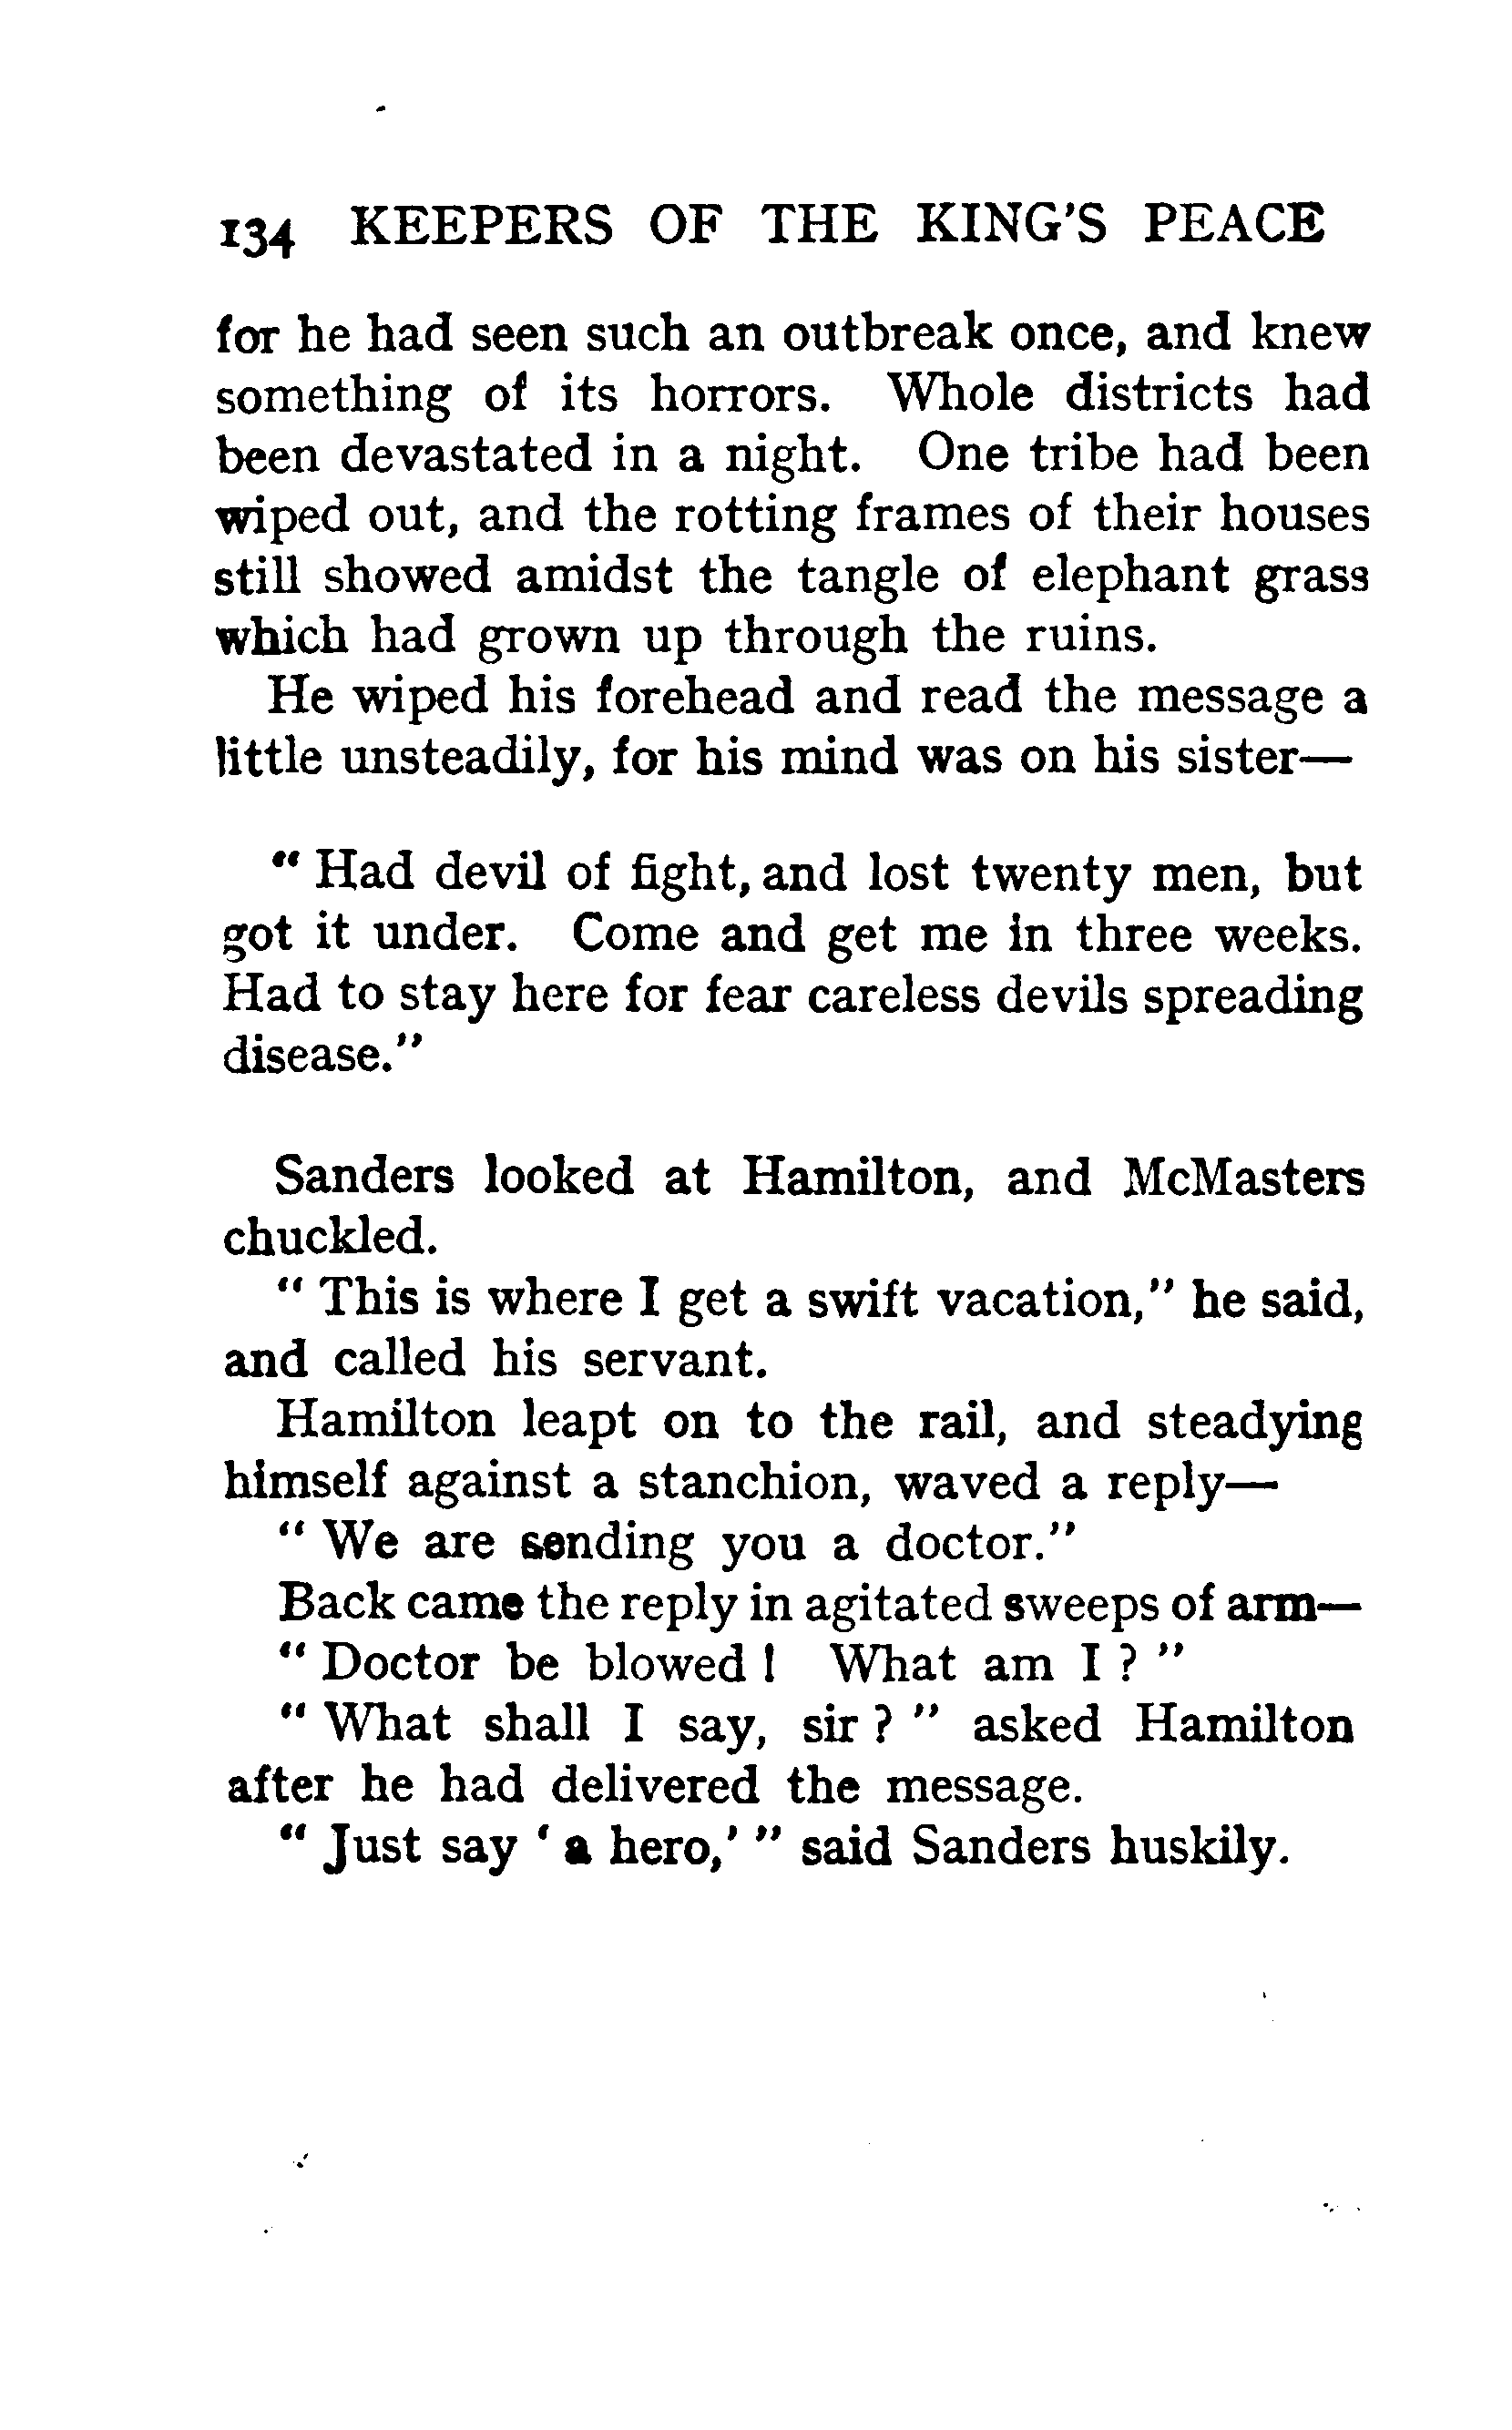 134 KEEPERS OF THE KING'S PEACE
for he had seen such an outbreak once, and knew
something of its horrors. Whole districts had
been devastated in a night. One tribe had been
wiped out, and the rotting frames of their houses
still showed amidst the tangle of elephant grass
which had grown up through the ruins.
He wiped his forehead and read the message a
little unsteadily, for his mind was on his sister—
" Had devil of fight, and lost twenty men, but
got it under. Come and get me in three weeks.
Had to stay here for fear careless devils spreading
disease."
Sanders looked at Hamilton, and McMasters
chuckled.
" This is where I get a swift vacation," he said,
and called his servant.
Hamilton leapt on to the rail, and steadying
himself against a stanchion, waved a reply—
" We are sending you a doctor."
Back came the reply in agitated sweeps of arm—
" Doctor be blowed ! What am I ? "
" What shall I say, sir ? " asked Hamilton
after he had delivered the message.
" Just say ' a hero,' " said Sanders huskily.